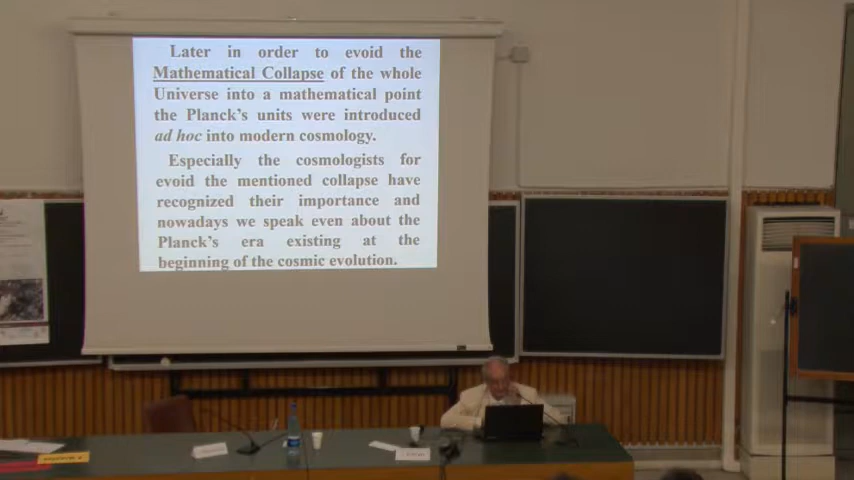 Later in order to evoid the
Mathematical Collapse of the whole
Universe into a mathematical point
the Planck's units were introduced
ad hoc into modern cosmology.
Especially the cosmologists for
evoid the mentioned collapse have
recognized their importance and
nowadays we speak even about the
Planck's era existing at the
beginning of the cosmic evolution.